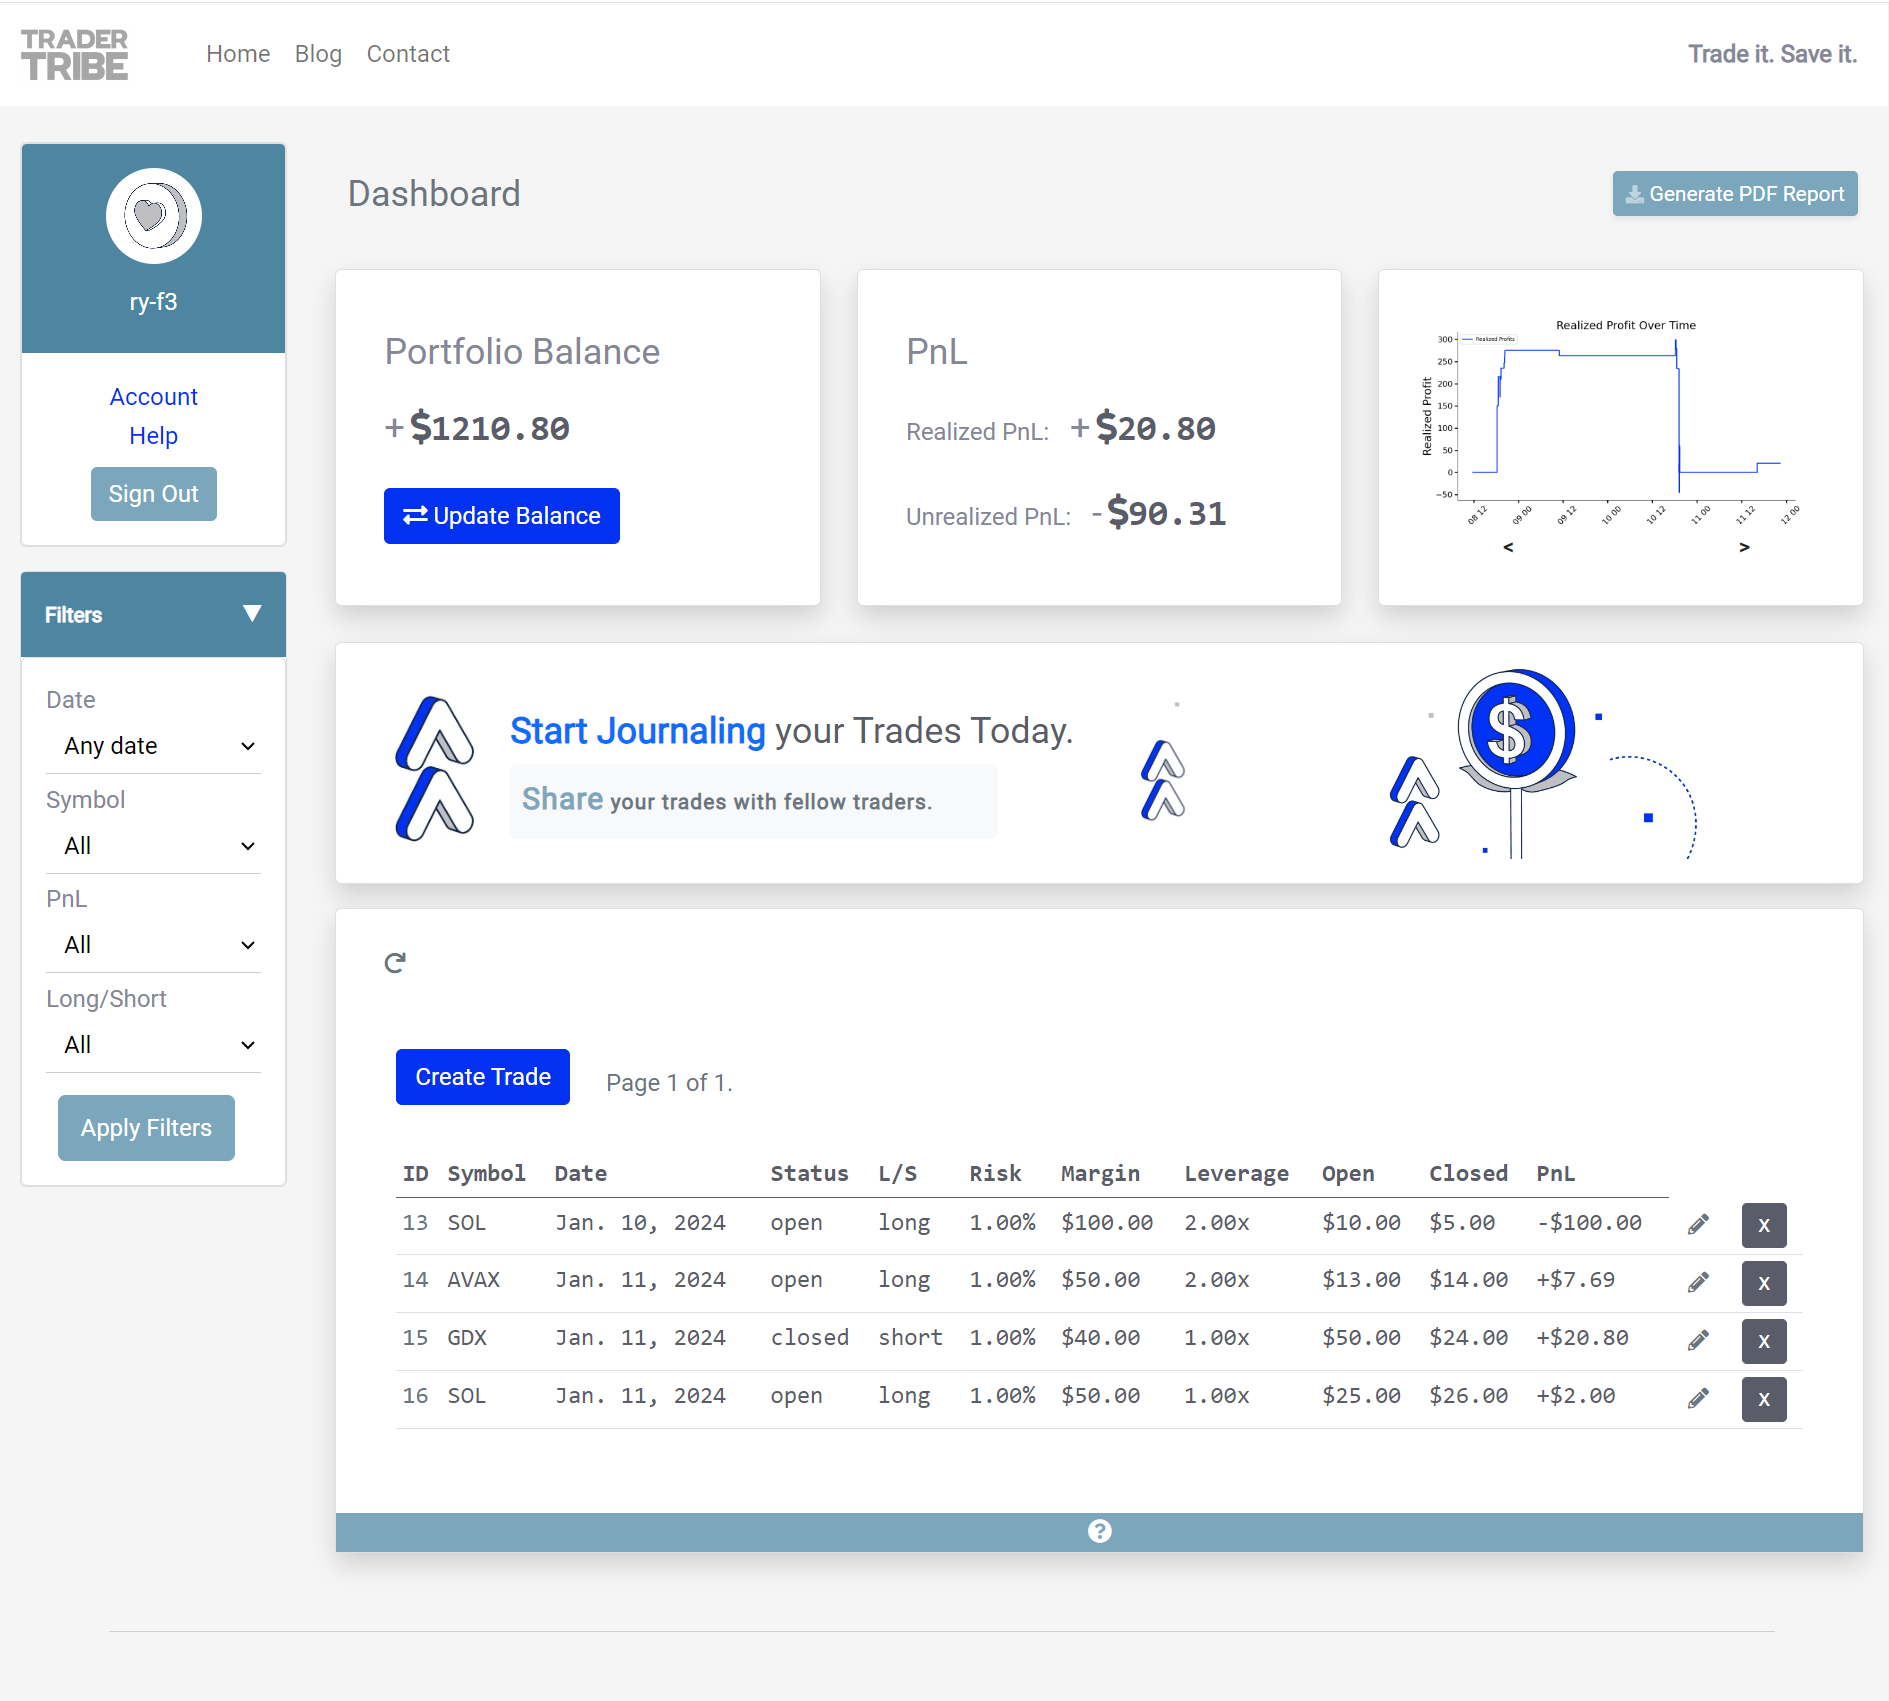 TRADER
TRIBE
Home Blog Contact
Trade it. Save it.
ry-f3
Account
Help
Sign Out
Filters ▼
Date
Any date
Symbol
All
PnL
All
Long/Short
All
Apply Filters
Dashboard
Generate PDF Report
Portfolio Balance
+$1210.80
Update Balance
PnL
Realized PnL: +$20.80
Unrealized PnL: -$90.31
Realized Profit Over Time
Realized Profits
Realized Profit
300
250
200
150
100
50
0
−50
08 12 09 00 09 12 10 00 10 12 11 00 11 12 12 00
< >
Start Journaling your Trades Today.
Share your trades with fellow traders.
$
Create Trade Page 1 of 1.
ID Symbol Date Status L/S Risk Margin Leverage Open Closed PnL
13 SOL Jan. 10, 2024 open long 1.00% $100.00 2.00x $10.00 $5.00 -$100.00 X
14 AVAX Jan. 11, 2024 open long 1.00% $50.00 2.00x $13.00 $14.00 +$7.69 X
15 GDX Jan. 11, 2024 closed short 1.00% $40.00 1.00x $50.00 $24.00 +$20.80 X
16 SOL Jan. 11, 2024 open long 1.00% $50.00 1.00x $25.00 $26.00 +$2.00 X
?